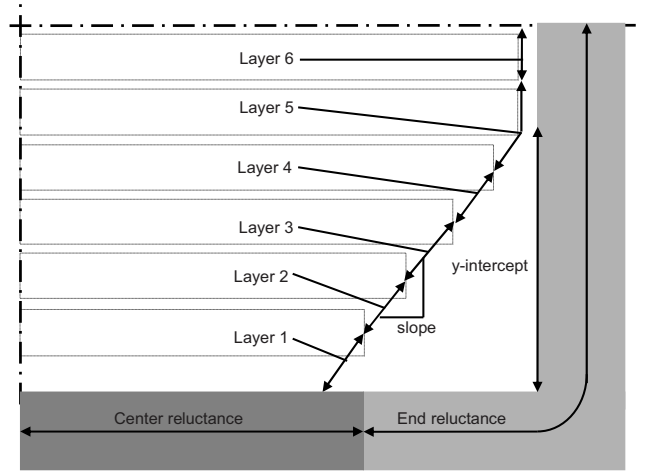 Layer 6
Layer 5
Layer 4
Layer 3
y-intercept
Layer 2
slope
Layer 1
Center reluctance
End reluctance